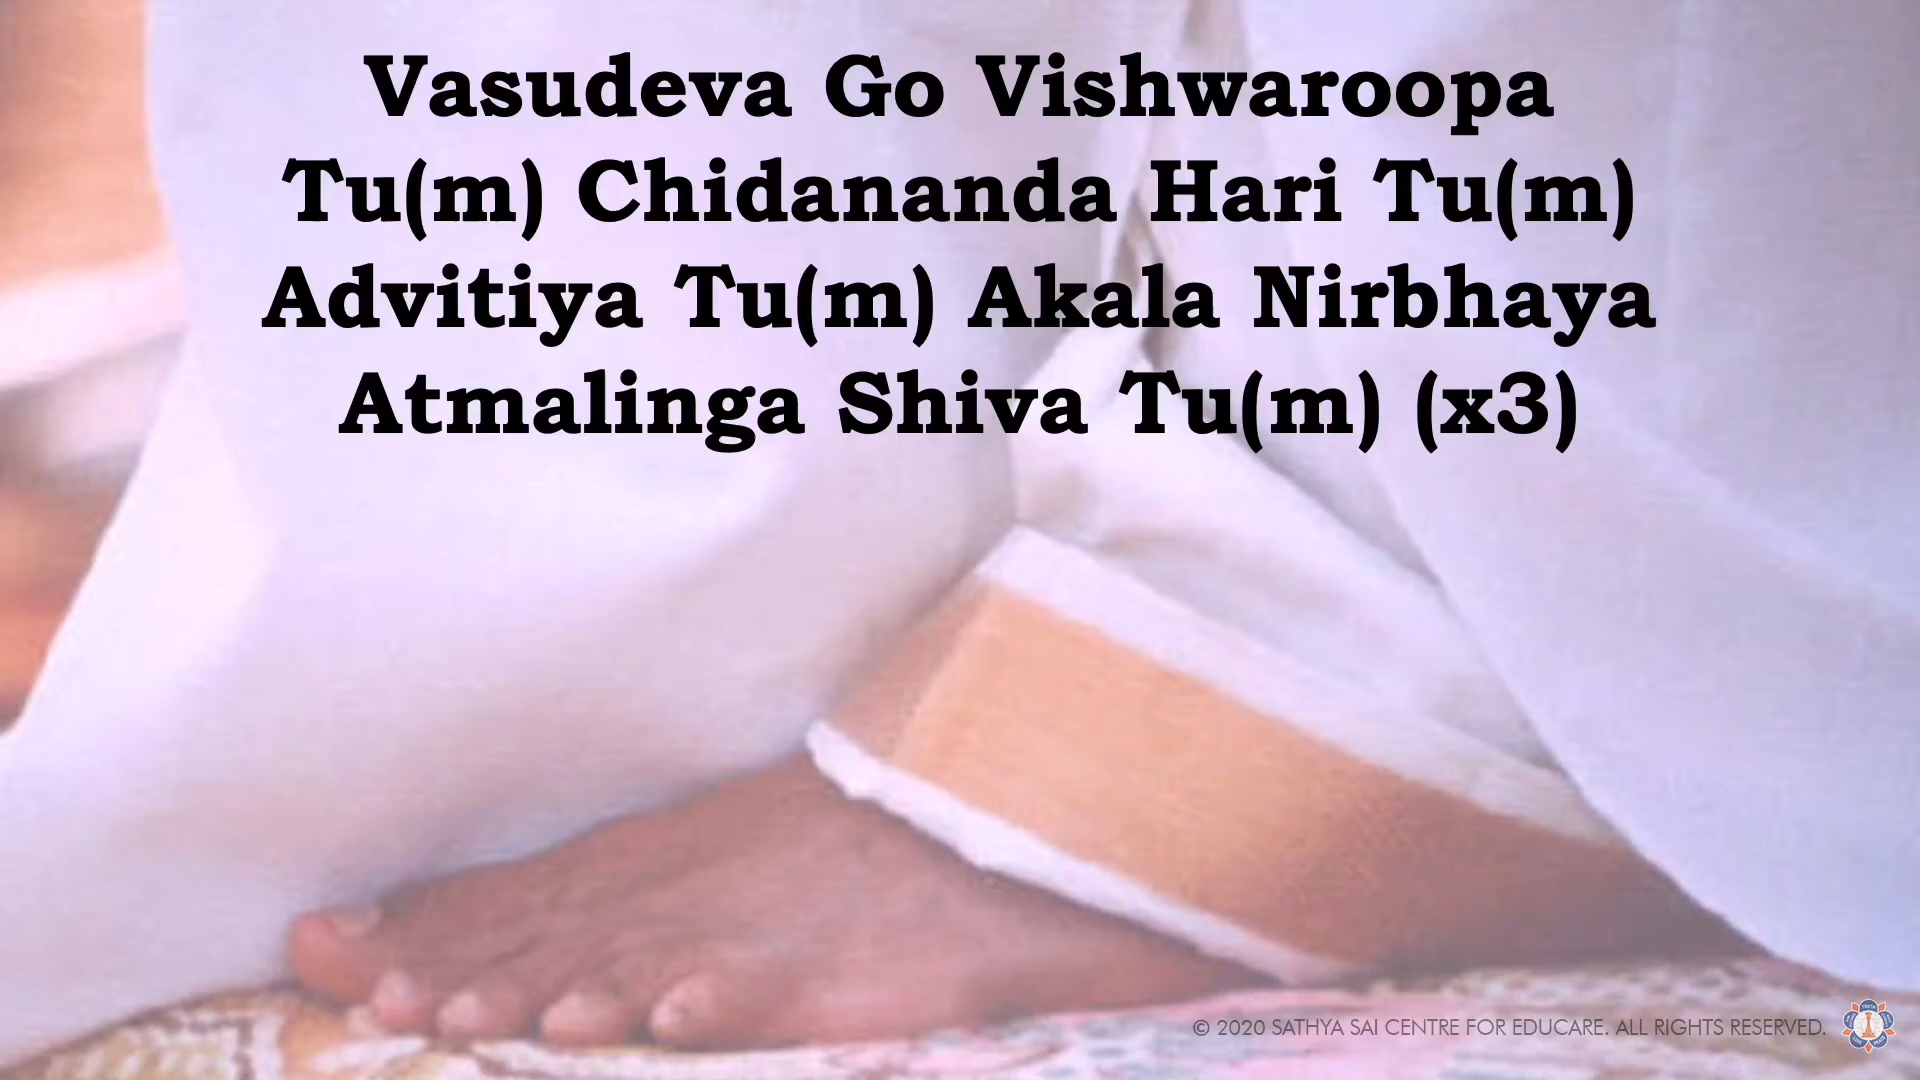 Vasudeva Go Vishwaroopa
Tu(m) Chidananda Hari Tu(m)
Advitiya Tu(m) Akala Nirbhaya
Atmalinga Shiva Tu(m) (x3)
© 2020 SATHYA SAI CENTRE FOR EDUCARE. ALL RIGHTS RESERVED.